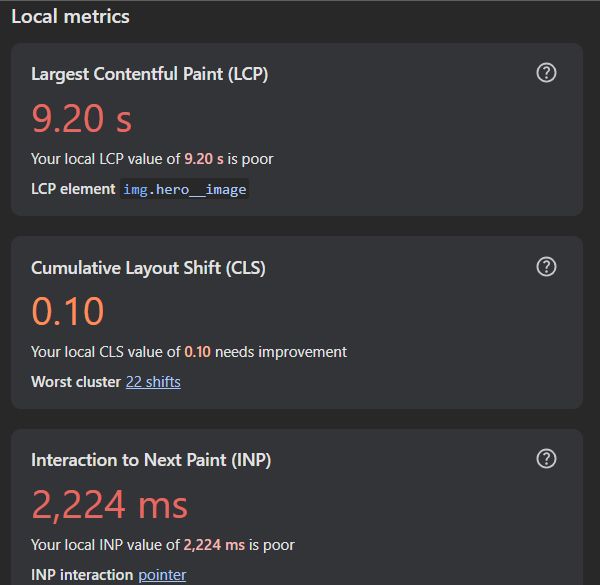 Local metrics
Largest Contentful Paint (LCP)
9.20 s
Your local LCP value of 9.20 s is poor
LCP element img.hero__image
Cumulative Layout Shift (CLS)
0.10
Your local CLS value of 0.10 needs improvement
Worst cluster 22 shifts
Interaction to Next Paint (INP)
2,224 ms
Your local INP value of 2,224 ms is poor
INP interaction pointer